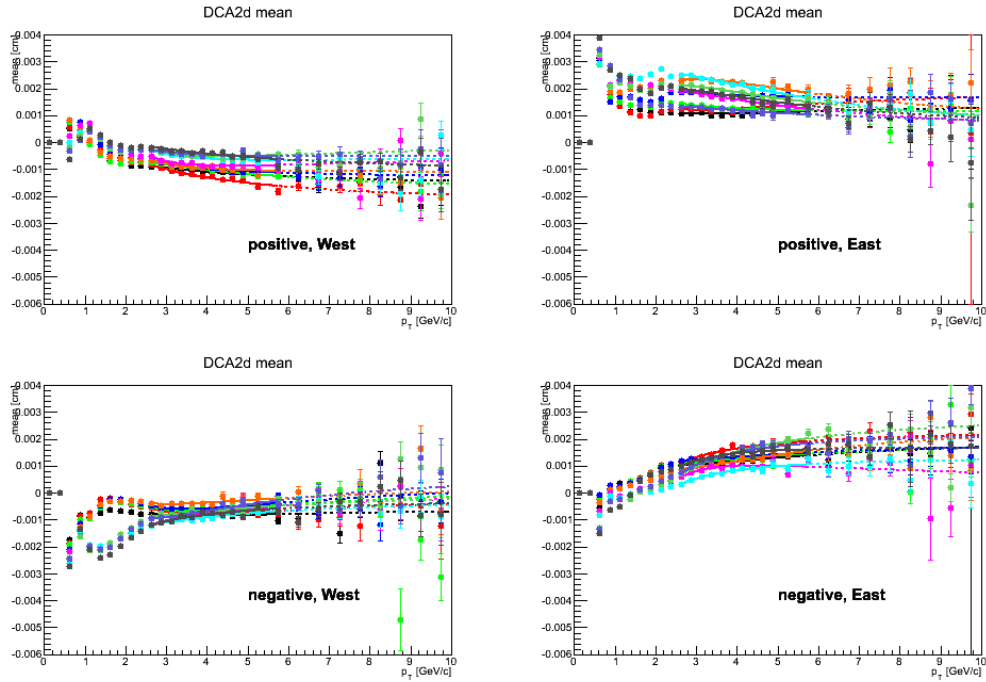 DCA2d mean
mean [cm]
0.004
0.003
0.002
0.001
0
-0.001
-0.002
-0.003
-0.004
-0.005
-0.006
positive, West
0 1 2 3 4 5 6 7 8 9 10
p_T [GeV/c]
DCA2d mean
mean [cm]
0.004
0.003
0.002
0.001
0
-0.001
-0.002
-0.003
-0.004
-0.005
-0.006
positive, East
0 1 2 3 4 5 6 7 8 9 10
p_T [GeV/c]
DCA2d mean
mean [cm]
0.004
0.003
0.002
0.001
0
-0.001
-0.002
-0.003
-0.004
-0.005
-0.006
negative, West
0 1 2 3 4 5 6 7 8 9 10
p_T [GeV/c]
DCA2d mean
mean [cm]
0.004
0.003
0.002
0.001
0
-0.001
-0.002
-0.003
-0.004
-0.005
-0.006
negative, East
0 1 2 3 4 5 6 7 8 9 10
p_T [GeV/c]